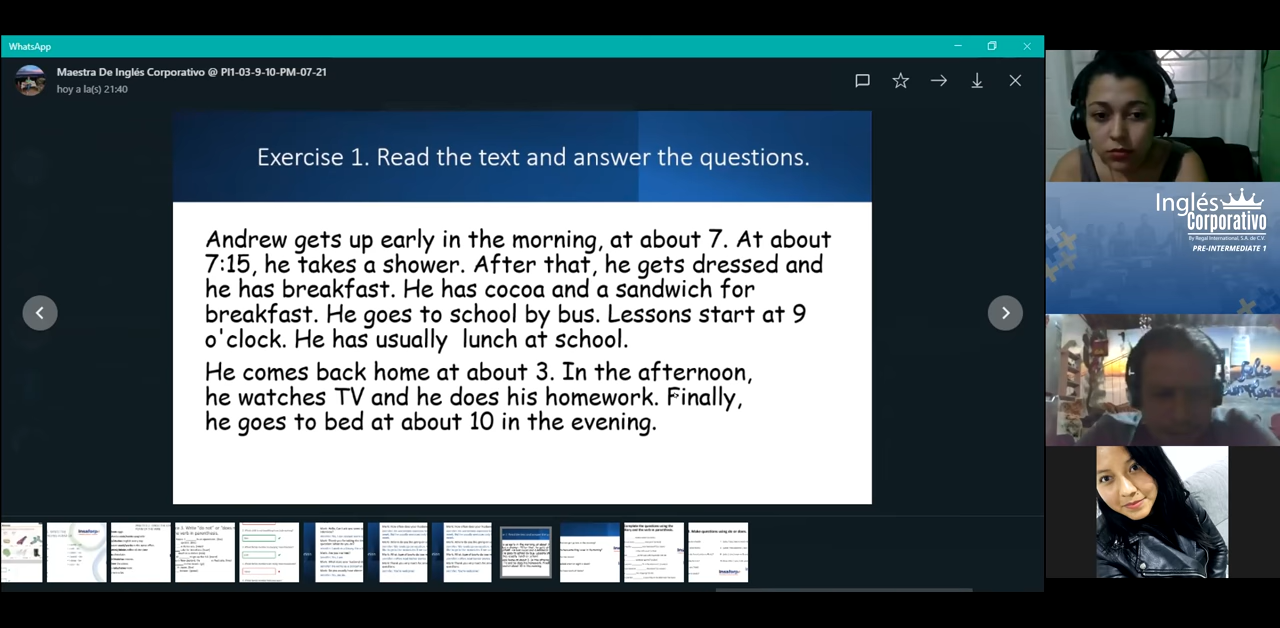 WhatsApp
Maestra De Inglés Corporativo @ PI1-03-9-10-PM-07-21
hoy a la(s) 21:40
Exercise 1. Read the text and answer the questions.
Andrew gets up early in the morning, at about 7. At about
7:15, he takes a shower. After that, he gets dressed and
he has breakfast. He has cocoa and a sandwich for
breakfast. He goes to school by bus. Lessons start at 9
o'clock. He has usually  lunch at school.
He comes back home at about 3. In the afternoon,
he watches TV and he does his homework. Finally,
he goes to bed at about 10 in the evening.
Inglés
Corporativo
By Regal International, S.A. de C.V.
PRE-INTERMEDIATE 1